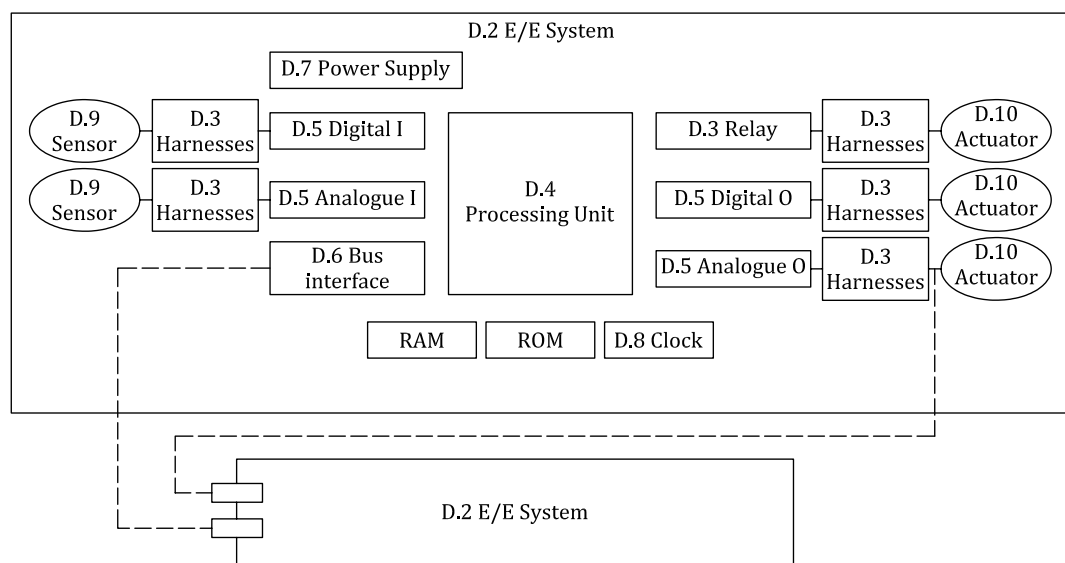 D.2 E/E System
D.7 Power Supply
D.9
Sensor
D.3
Harnesses
D.5 Digital I
D.9
Sensor
D.3
Harnesses
D.5 Analogue I
D.6 Bus
interface
D.4
Processing Unit
D.3 Relay
D.3
Harnesses
D.10
Actuator
D.5 Digital O
D.3
Harnesses
D.10
Actuator
D.5 Analogue O
D.3
Harnesses
D.10
Actuator
RAM
ROM
D.8 Clock
D.2 E/E System